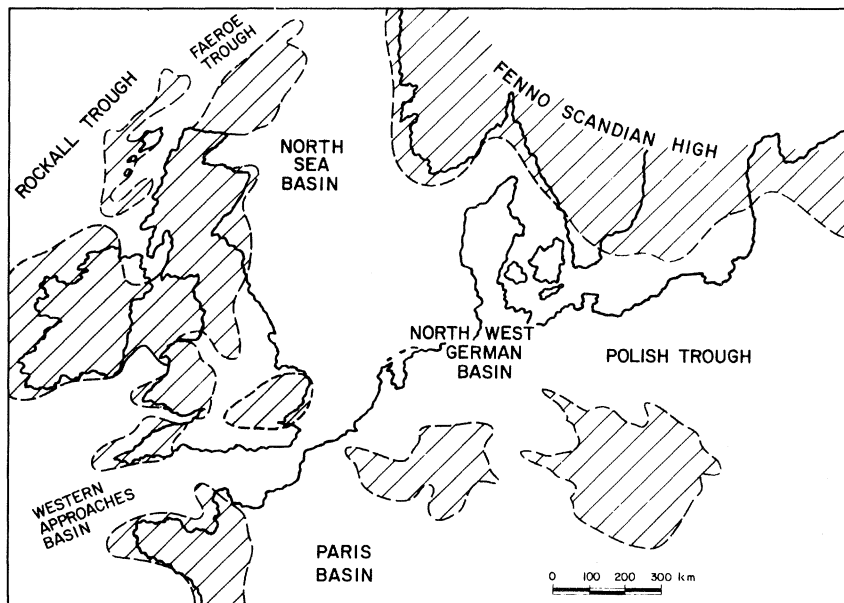 FAEROE
TROUGH
ROCKALL TROUGH
FENNO SCANDIAN HIGH
NORTH
SEA
BASIN
NORTH WEST
GERMAN
BASIN
POLISH TROUGH
WESTERN
APPROACHES
BASIN
PARIS
BASIN
0 100 200 300 km